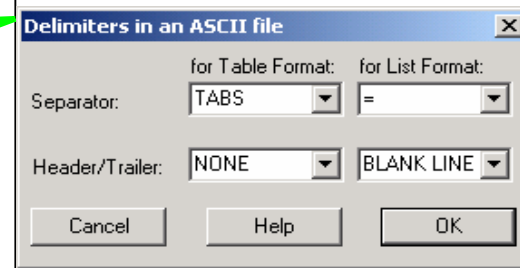 Delimiters in an ASCII file
for Table Format: for List Format:
Separator: TABS =
Header/Trailer: NONE BLANK LINE
Cancel Help OK